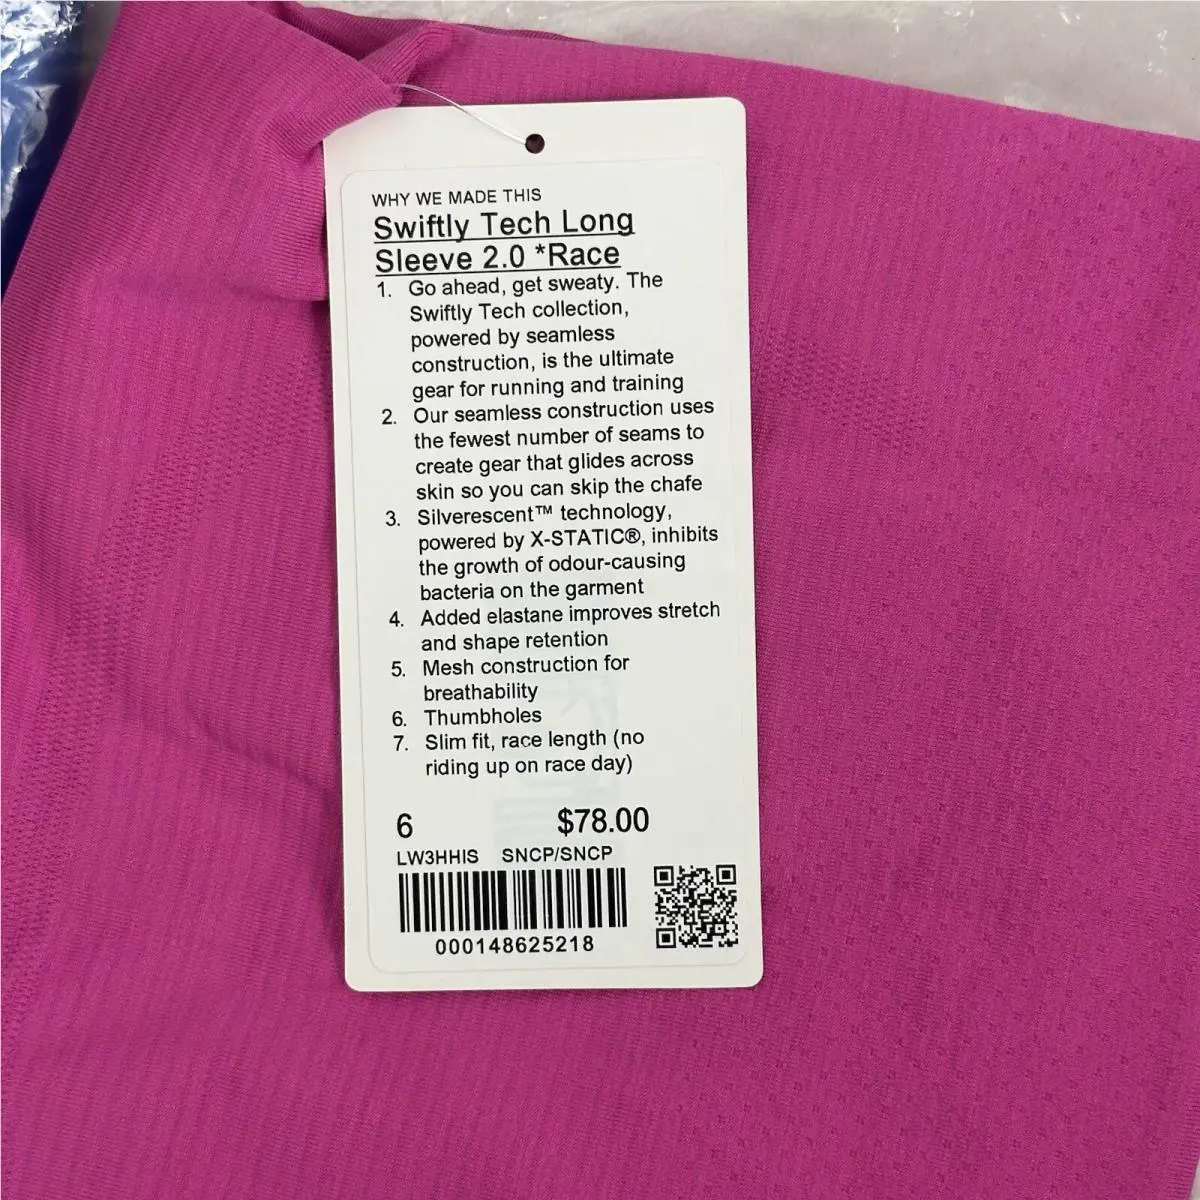 WHY WE MADE THIS
Swiftly Tech Long
Sleeve 2.0 *Race
1. Go ahead, get sweaty. The
Swiftly Tech collection,
powered by seamless
construction, is the ultimate
gear for running and training
2. Our seamless construction uses
the fewest number of seams to
create gear that glides across
skin so you can skip the chafe
3. Silverescent™ technology,
powered by X-STATIC®, inhibits
the growth of odour-causing
bacteria on the garment
4. Added elastane improves stretch
and shape retention
5. Mesh construction for
breathability
6. Thumbholes
7. Slim fit, race length (no
riding up on race day)
6 $78.00
LW3HHIS SNCP/SNCP
000148625218